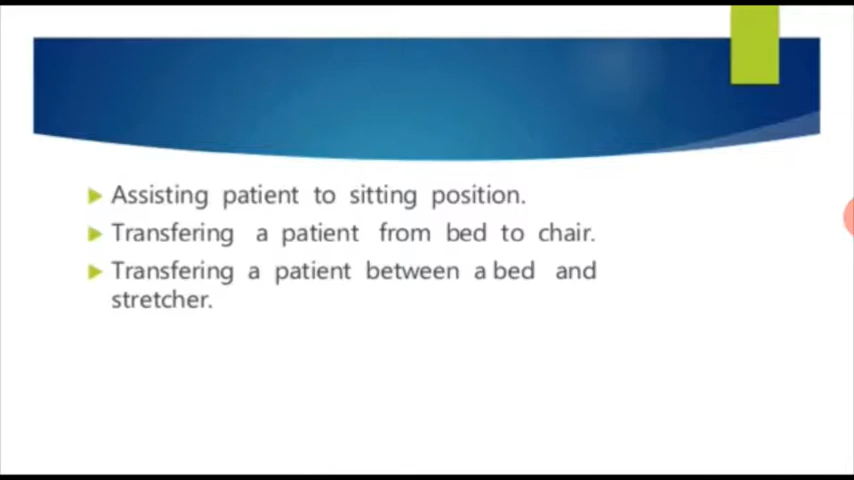 Assisting patient to sitting position.
Transfering a patient from bed to chair.
Transfering a patient between a bed and
stretcher.